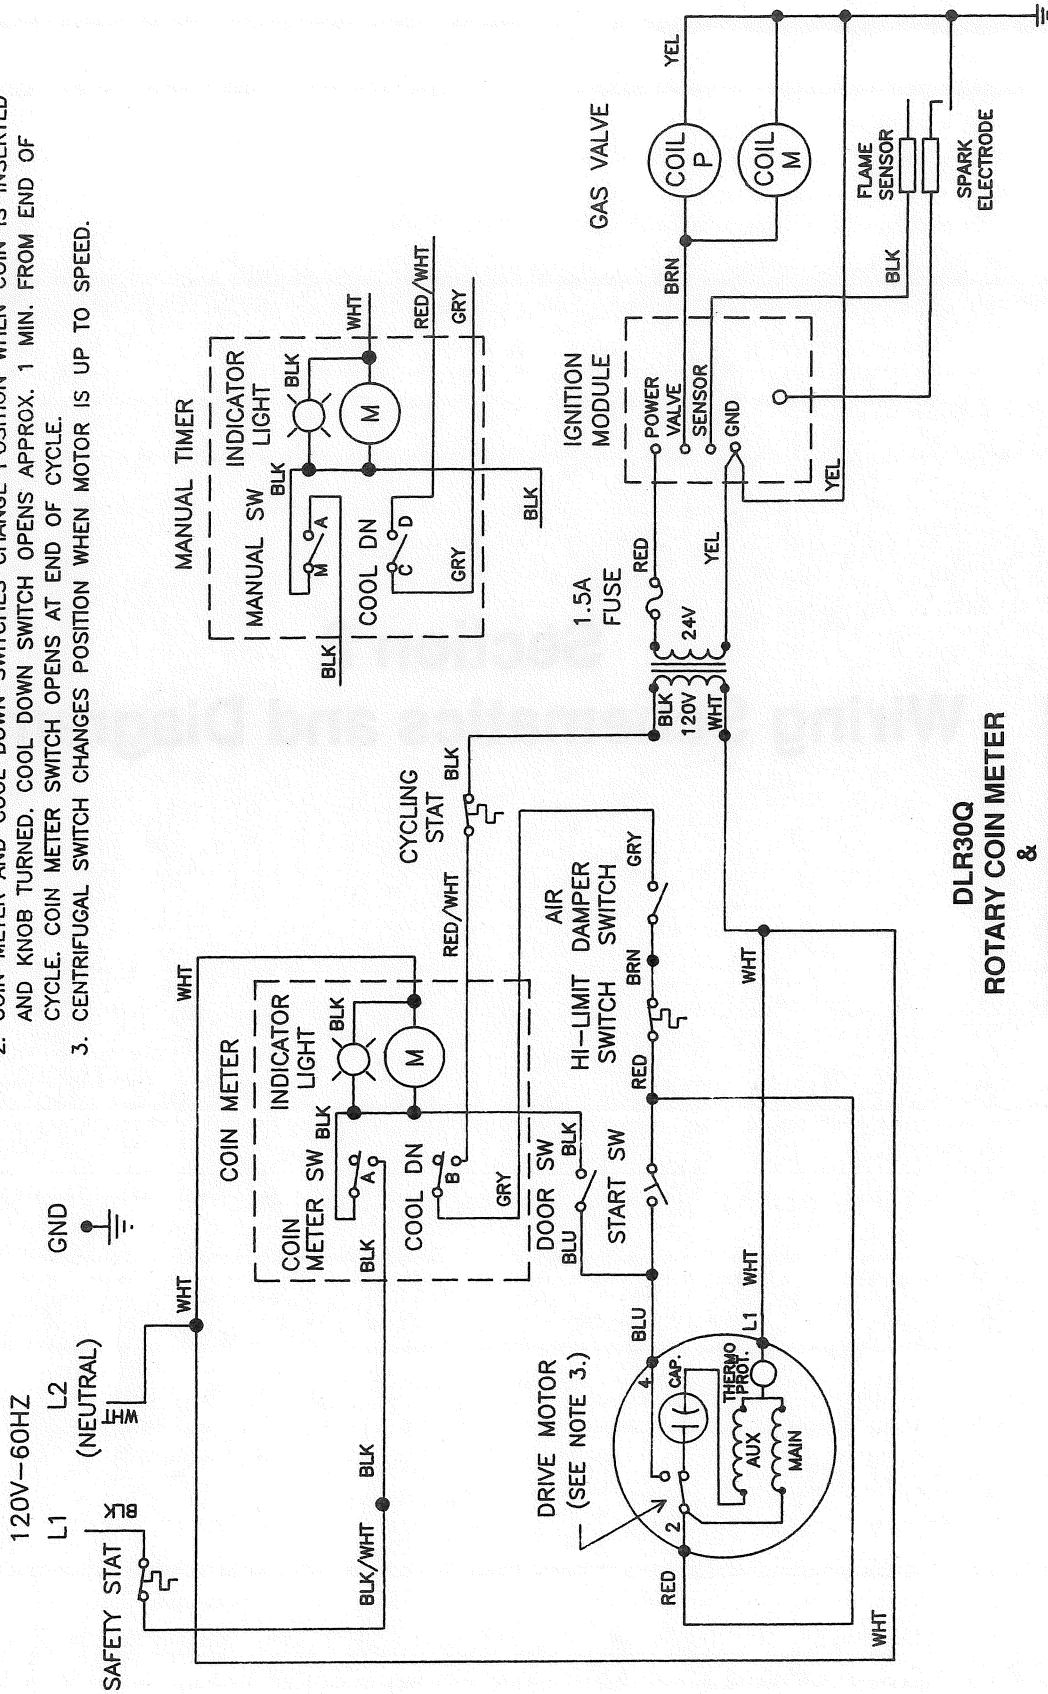 2. COIN METER AND COOL DOWN SWITCHES CHANGE POSITION WHEN COIN IS INSERTED
AND KNOB TURNED. COOL DOWN SWITCH OPENS APPROX. 1 MIN. FROM END OF
CYCLE. COIN METER SWITCH OPENS AT END OF CYCLE.
3. CENTRIFUGAL SWITCH CHANGES POSITION WHEN MOTOR IS UP TO SPEED.
120V-60HZ
L1
L2
(NEUTRAL)
GND
BLK
WHT
SAFETY STAT
WHT
WHT
BLK/WHT
BLK
BLK
COIN METER
INDICATOR
LIGHT
BLK
BLK
COIN
METER SW
A
M
COOL DN
B
GRY
RED/WHT
CYCLING
STAT
BLK
MANUAL TIMER
INDICATOR
LIGHT
BLK
BLK
MANUAL SW
M
A
M
COOL DN
C
D
GRY
BLK
BLK
WHT
RED/WHT
GRY
DOOR SW
BLU
BLK
START SW
HI-LIMIT
SWITCH
RED
BRN
AIR
DAMPER
SWITCH
GRY
DRIVE MOTOR
(SEE NOTE 3.)
BLU
4
CAP.
2
RED
AUX
MAIN
THERMO
PROT.
L1
WHT
WHT
WHT
BLK
120V
WHT
24V
1.5A
FUSE
RED
YEL
IGNITION
MODULE
POWER
VALVE
SENSOR
GND
YEL
GAS VALVE
BRN
COIL
P
COIL
M
YEL
BLK
FLAME
SENSOR
SPARK
ELECTRODE
DLR30Q
ROTARY COIN METER
&